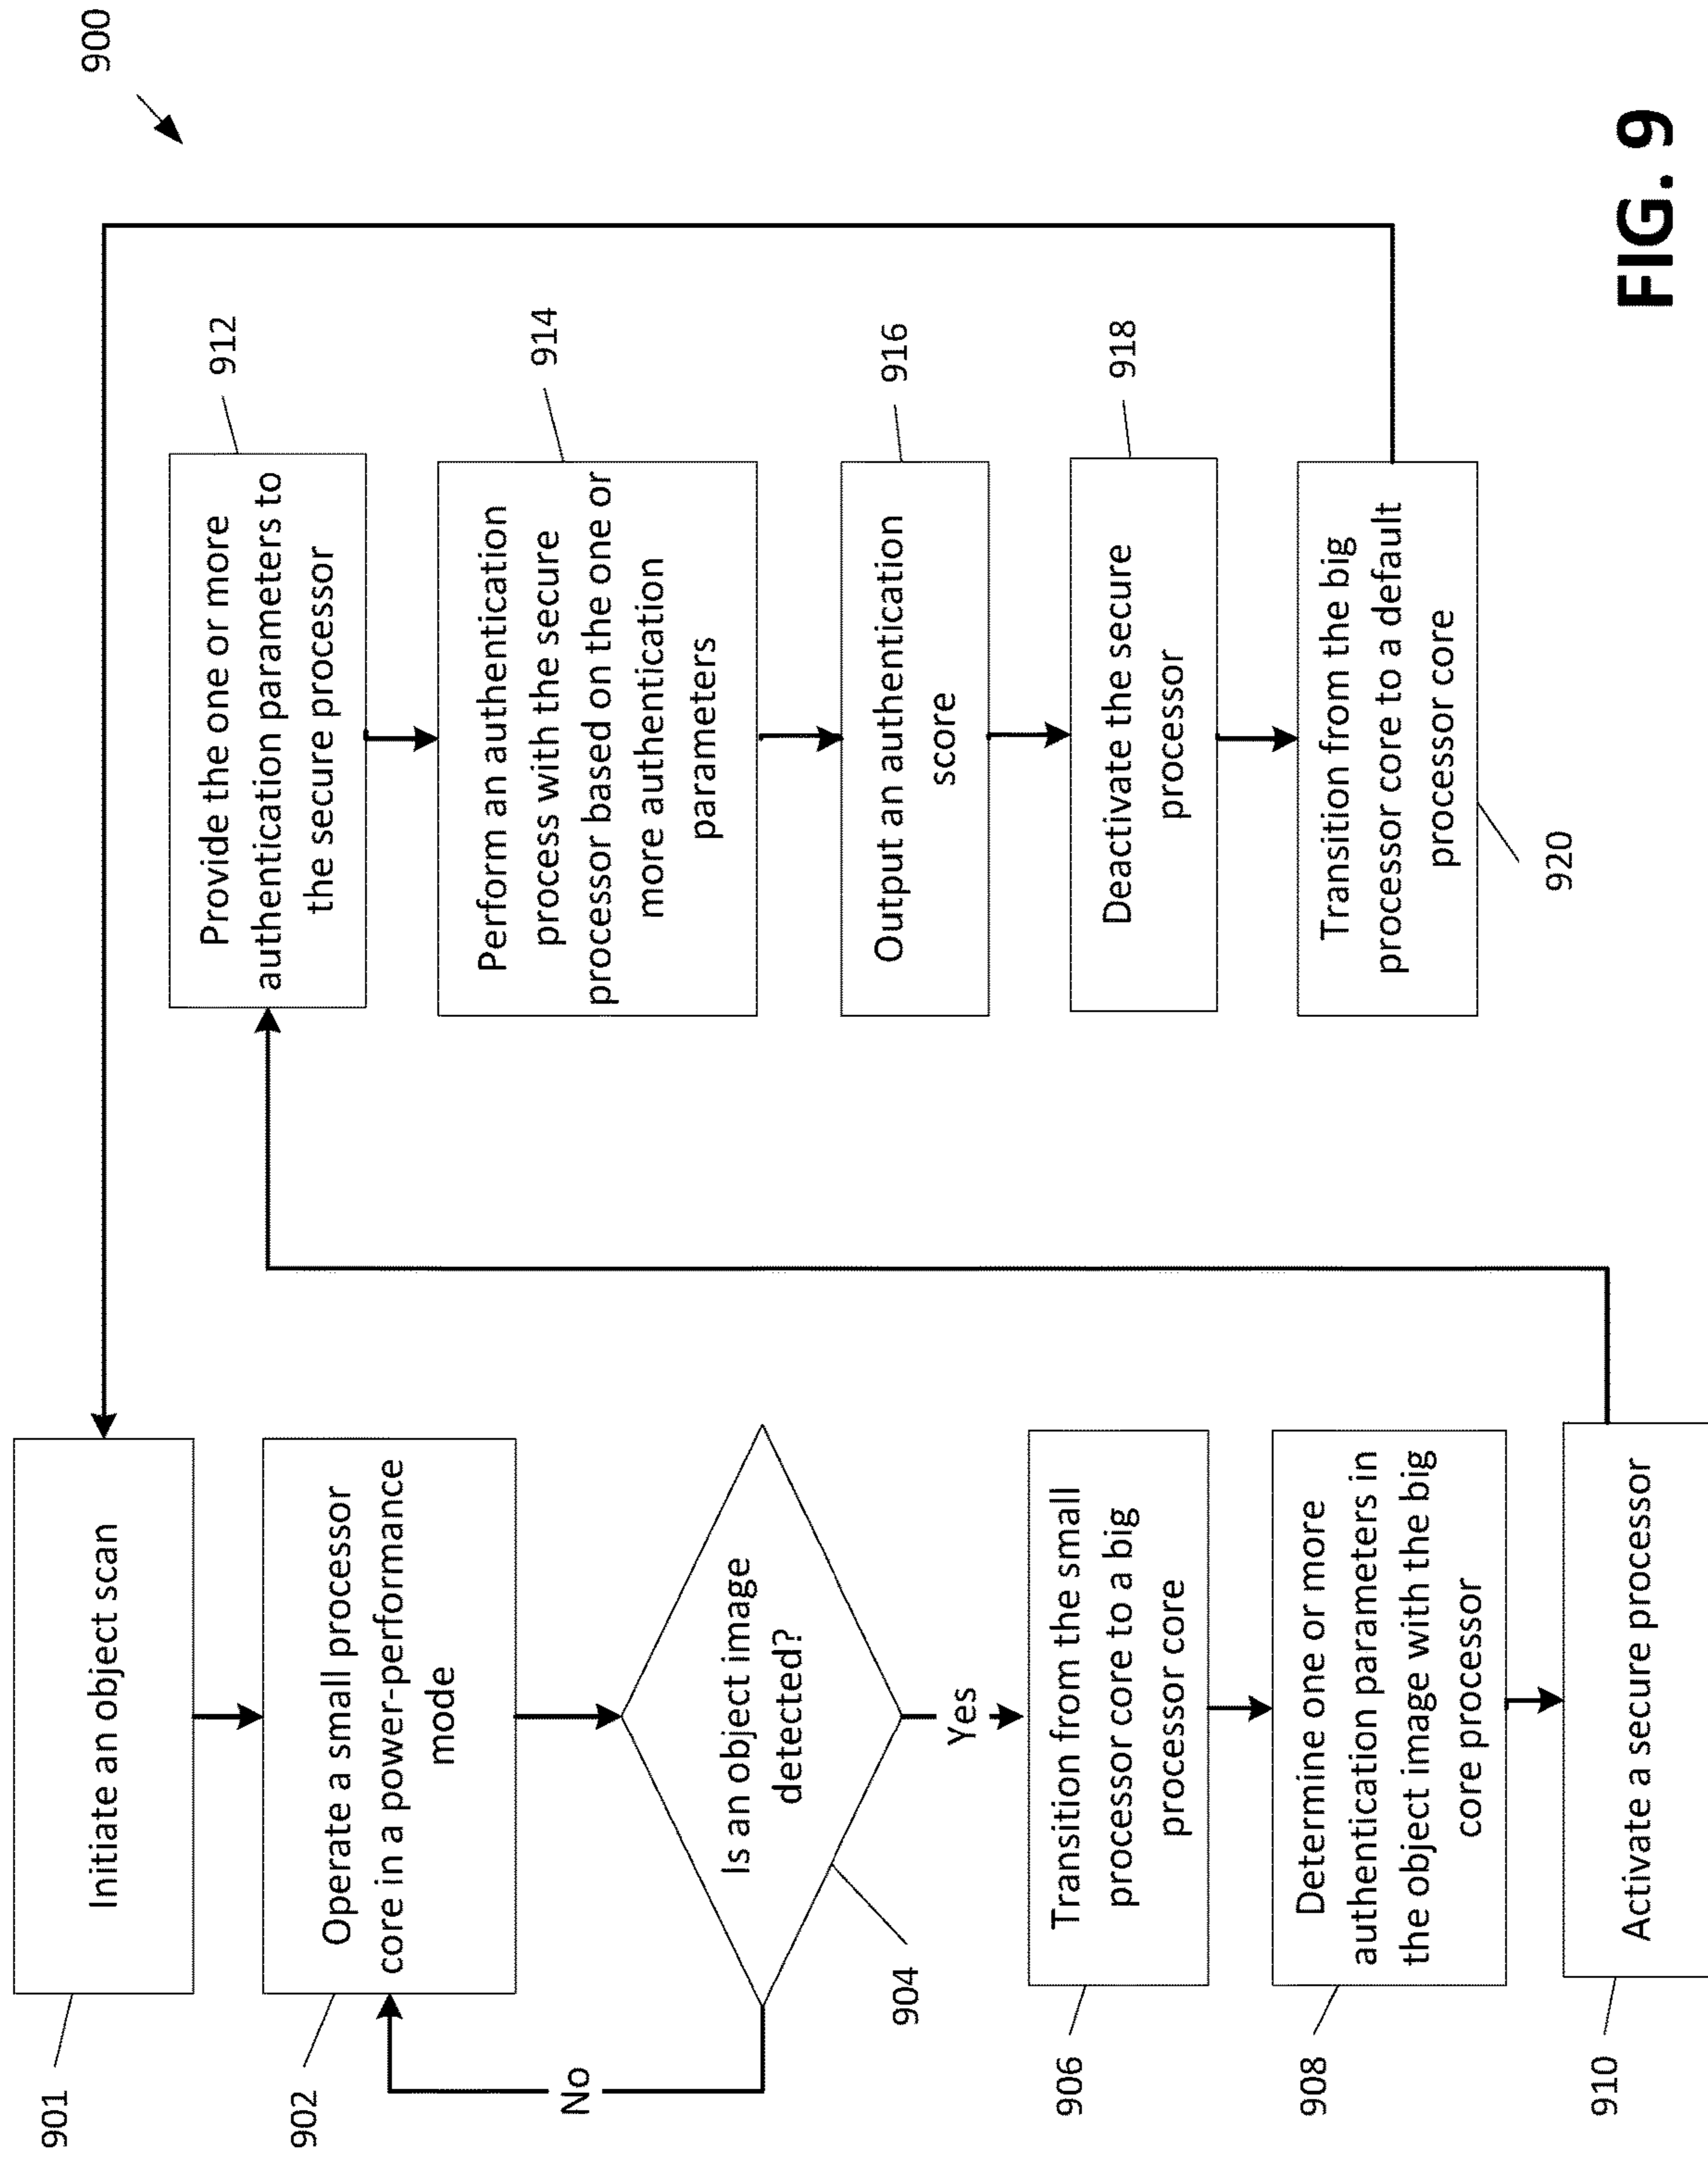 900
901
Initiate an object scan
902
Operate a small processor
core in a power-performance
mode
No
Is an object image
detected?
904
Yes
906
Transition from the small
processor core to a big
processor core
908
Determine one or more
authentication parameters in
the object image with the big
core processor
910
Activate a secure processor
912
Provide the one or more
authentication parameters to
the secure processor
914
Perform an authentication
process with the secure
processor based on the one or
more authentication
parameters
916
Output an authentication
score
918
Deactivate the secure
processor
Transition from the big
processor core to a default
processor core
920
FIG. 9